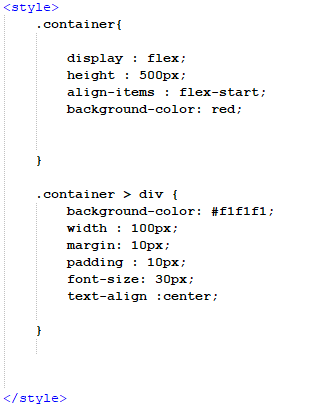 <style>
.container{
display : flex;
height : 500px;
align-items : flex-start;
background-color: red;
}
.container > div {
background-color: #f1f1f1;
width : 100px;
margin: 10px;
padding : 10px;
font-size: 30px;
text-align :center;
}
</style>